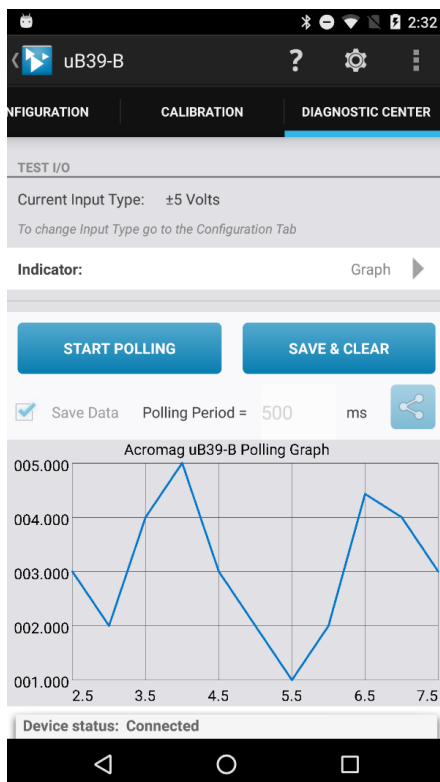 2:32
uB39-B
?
NFIGURATION CALIBRATION DIAGNOSTIC CENTER
TEST I/O
Current Input Type: ±5 Volts
To change Input Type go to the Configuration Tab
Indicator: Graph
START POLLING SAVE & CLEAR
Save Data Polling Period = 500 ms
Acromag uB39-B Polling Graph
005.000
004.000
003.000
002.000
001.000
2.5 3.5 4.5 5.5 6.5 7.5
Device status: Connected